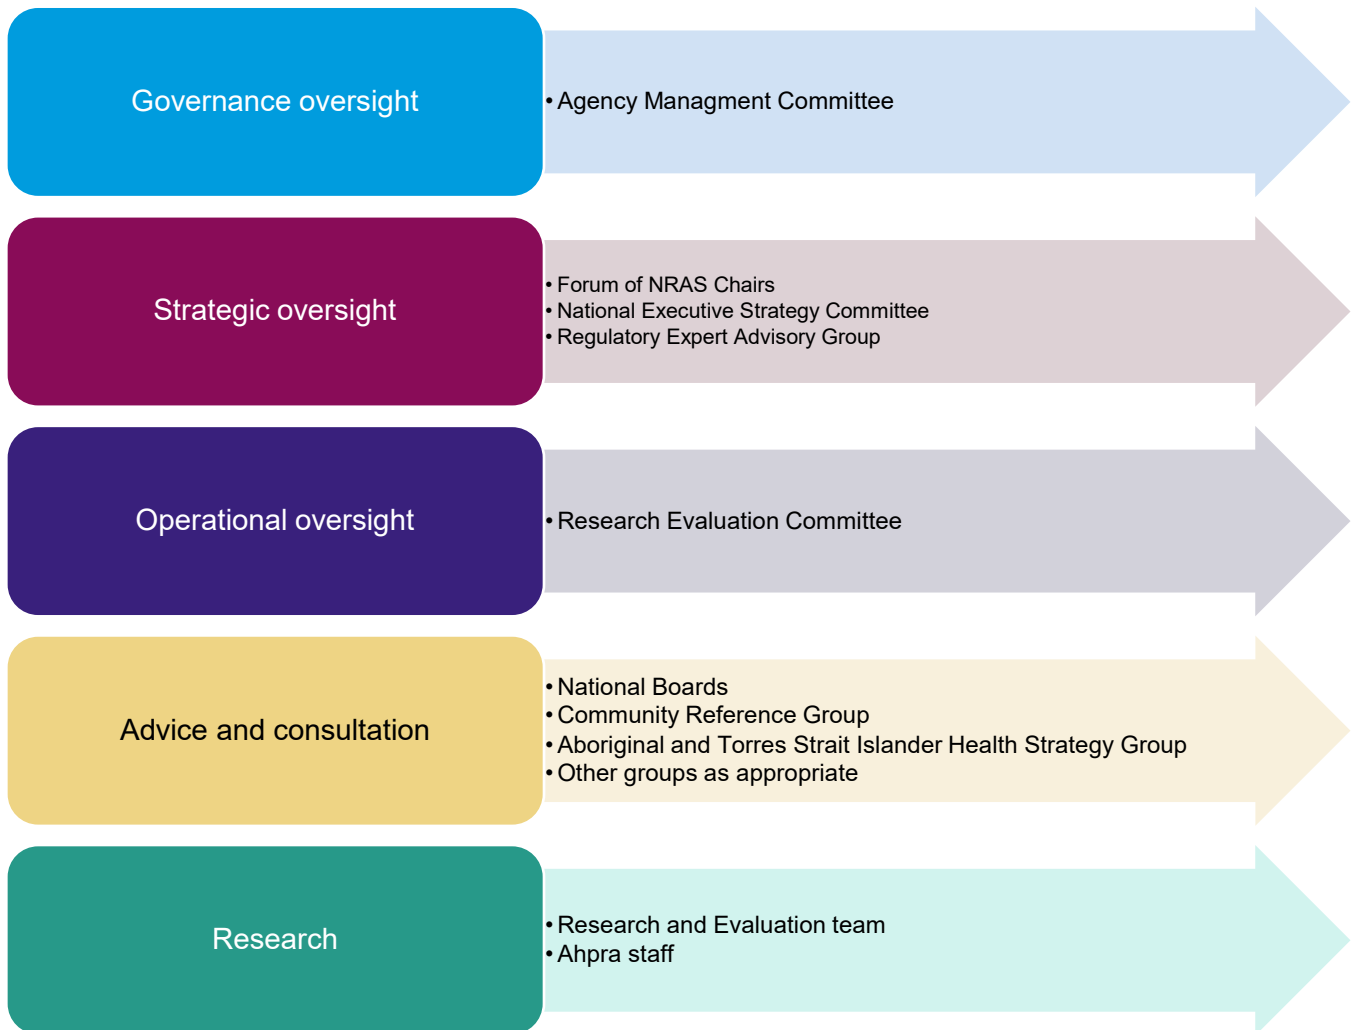 Governance oversight
• Agency Managment Committee
Strategic oversight
• Forum of NRAS Chairs
• National Executive Strategy Committee
• Regulatory Expert Advisory Group
Operational oversight
• Research Evaluation Committee
Advice and consultation
• National Boards
• Community Reference Group
• Aboriginal and Torres Strait Islander Health Strategy Group
• Other groups as appropriate
Research
• Research and Evaluation team
• Ahpra staff